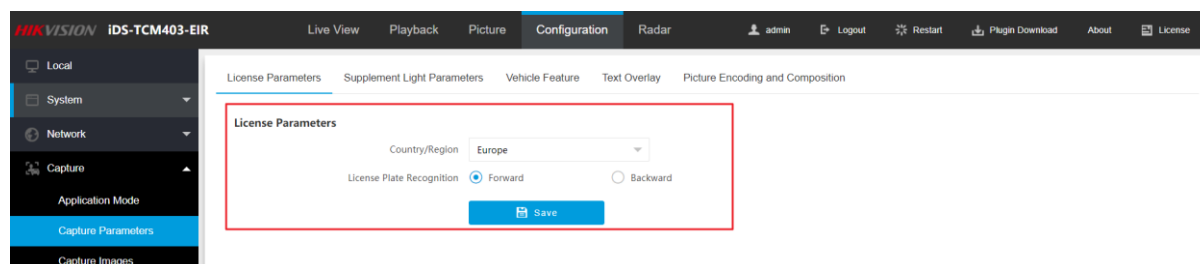 HIKVISION iDS-TCM403-EIR Live View Playback Picture Configuration Radar admin Logout Restart Plugin Download About License
Local
License Parameters Supplement Light Parameters Vehicle Feature Text Overlay Picture Encoding and Composition
System
License Parameters
Network
Country/Region Europe
Capture
License Plate Recognition Forward Backward
Application Mode
Save
Capture Parameters
Capture Images